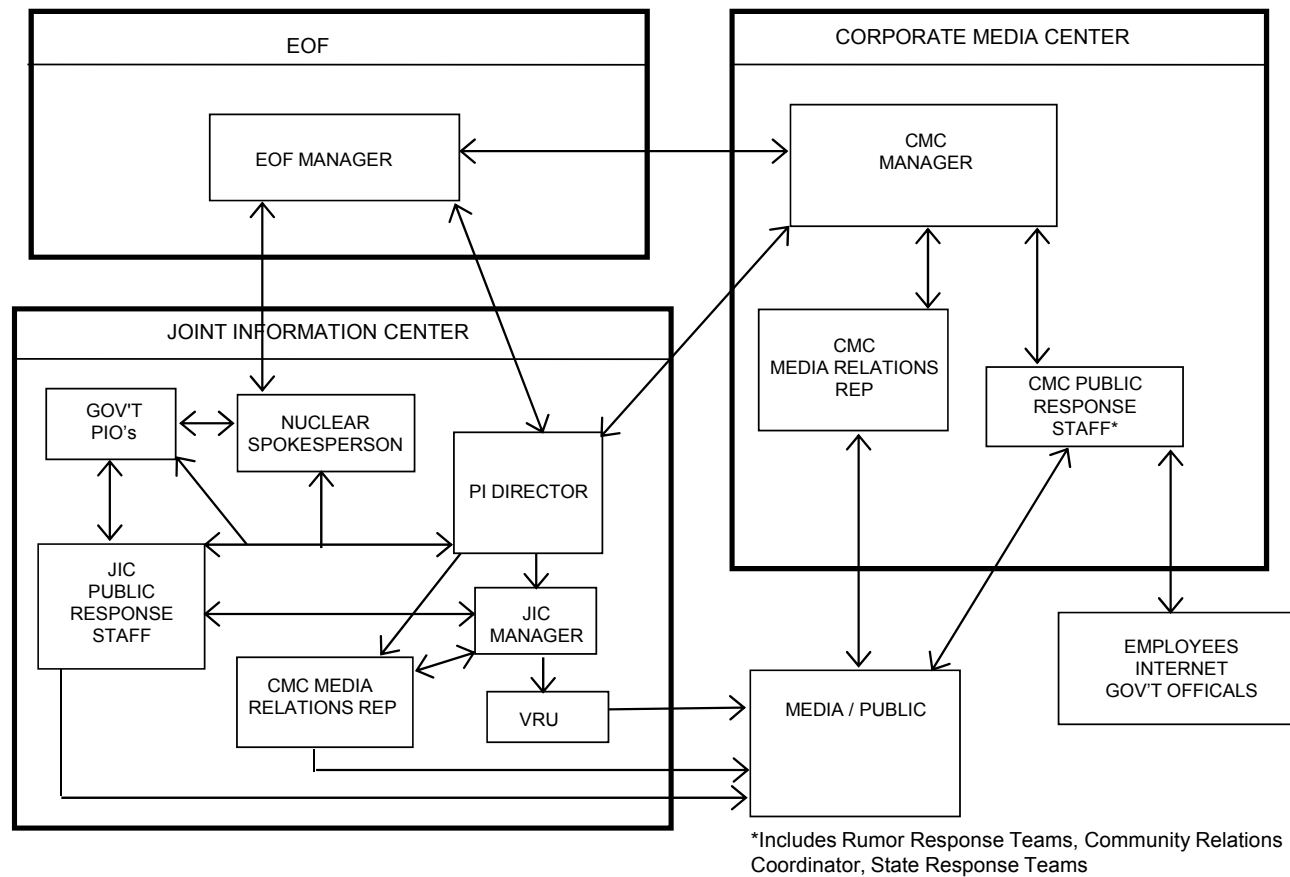 EOF
EOF MANAGER
CORPORATE MEDIA CENTER
CMC
MANAGER
CMC
MEDIA RELATIONS
REP
CMC PUBLIC
RESPONSE
STAFF*
JOINT INFORMATION CENTER
GOV'T
PIO’s
NUCLEAR
SPOKESPERSON
PI DIRECTOR
JIC
PUBLIC
RESPONSE
STAFF
JIC
MANAGER
CMC MEDIA
RELATIONS REP
VRU
MEDIA / PUBLIC
EMPLOYEES
INTERNET
GOV’T OFFICALS
*Includes Rumor Response Teams, Community Relations
Coordinator, State Response Teams